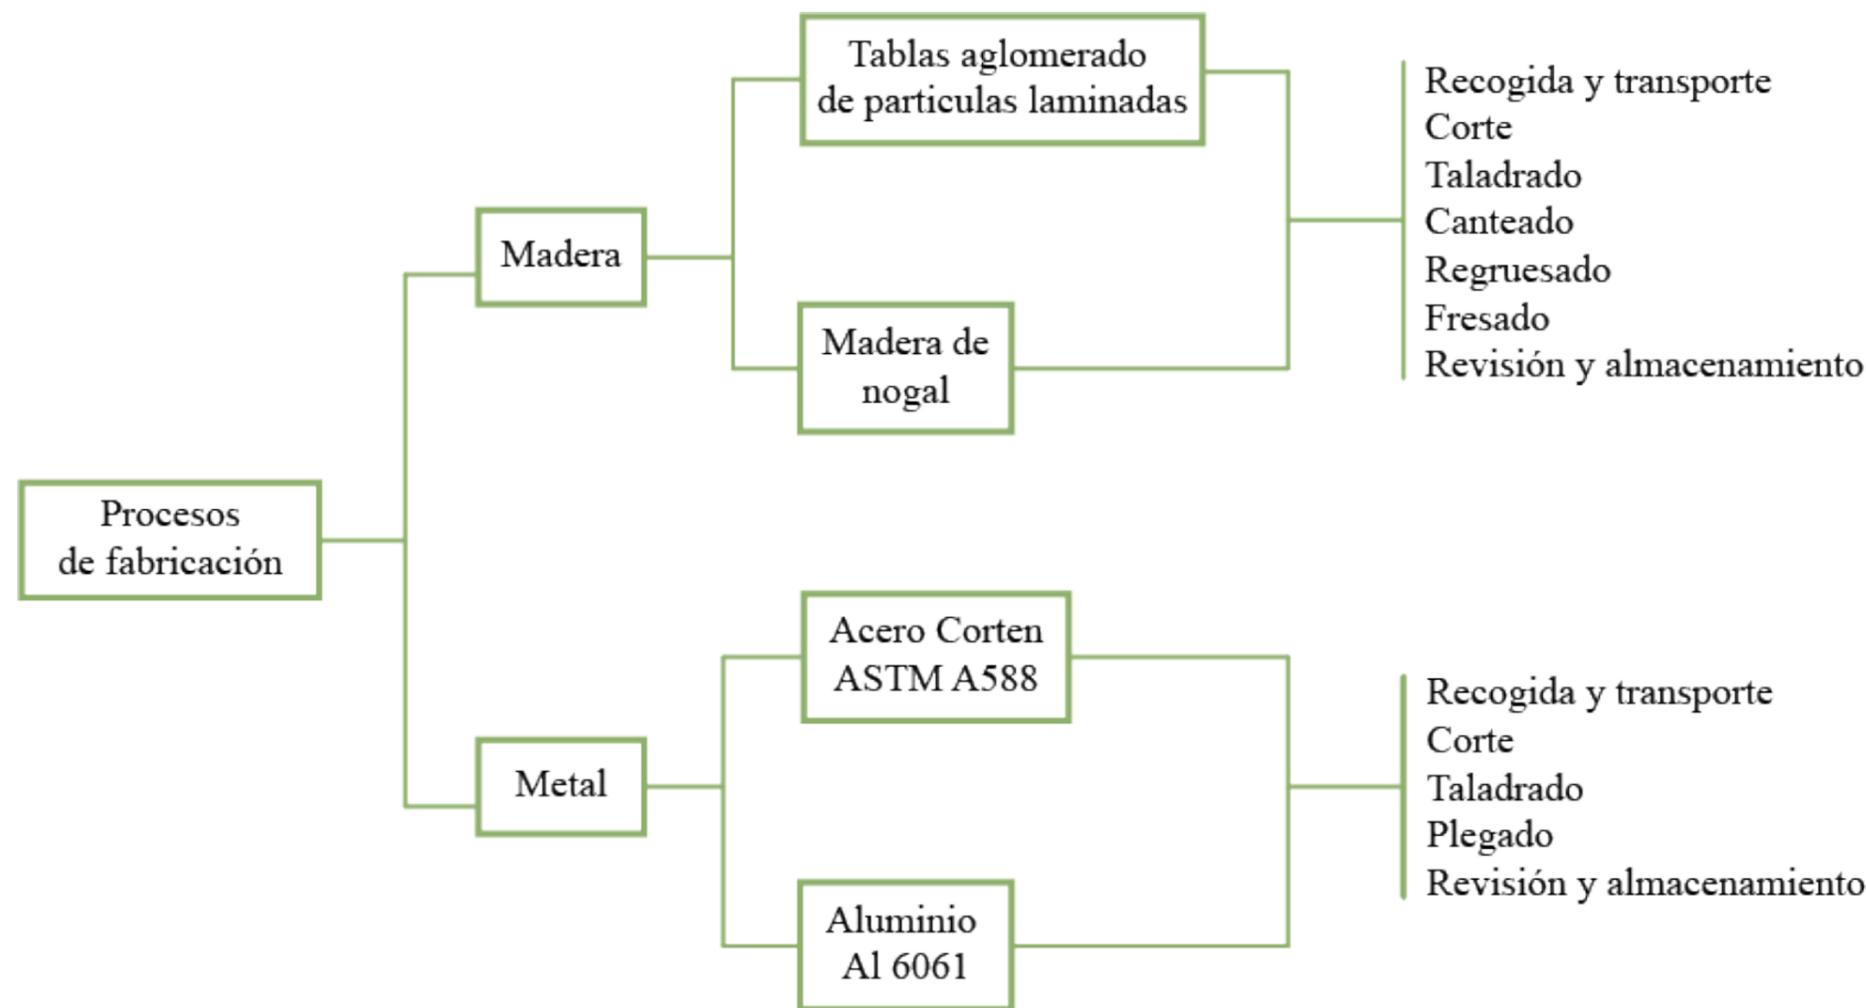 Procesos
de fabricación
Madera
Tablas aglomerado
de particulas laminadas
Madera de
nogal
Recogida y transporte
Corte
Taladrado
Canteado
Regruesado
Fresado
Revisión y almacenamiento
Metal
Acero Corten
ASTM A588
Aluminio
Al 6061
Recogida y transporte
Corte
Taladrado
Plegado
Revisión y almacenamiento